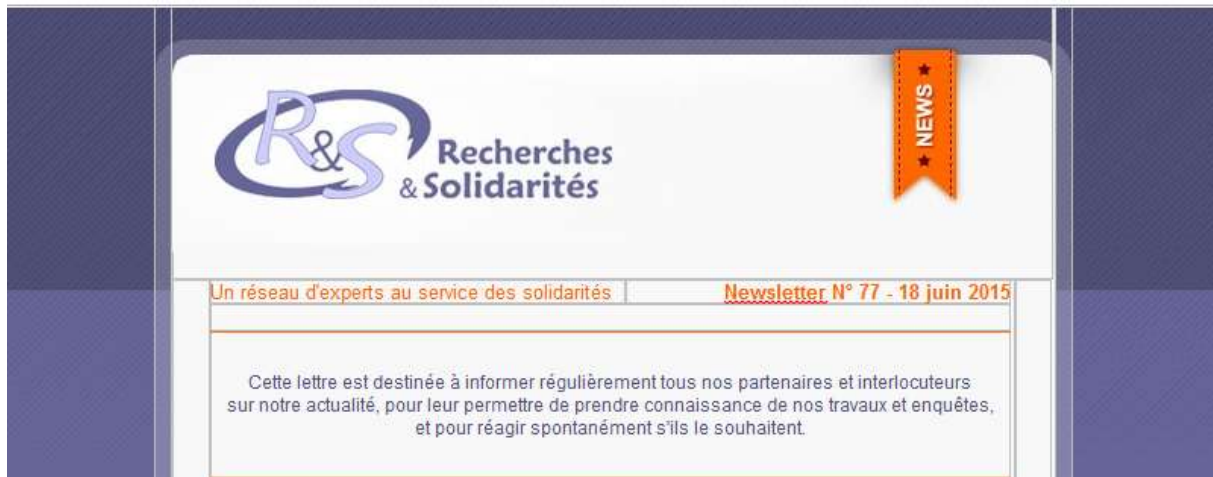 R&S Recherches
& Solidarités
★ NEWS ★
Un réseau d'experts au service des solidarités
Newsletter N° 77 - 18 juin 2015
Cette lettre est destinée à informer régulièrement tous nos partenaires et interlocuteurs
sur notre actualité, pour leur permettre de prendre connaissance de nos travaux et enquêtes,
et pour réagir spontanément s'ils le souhaitent.